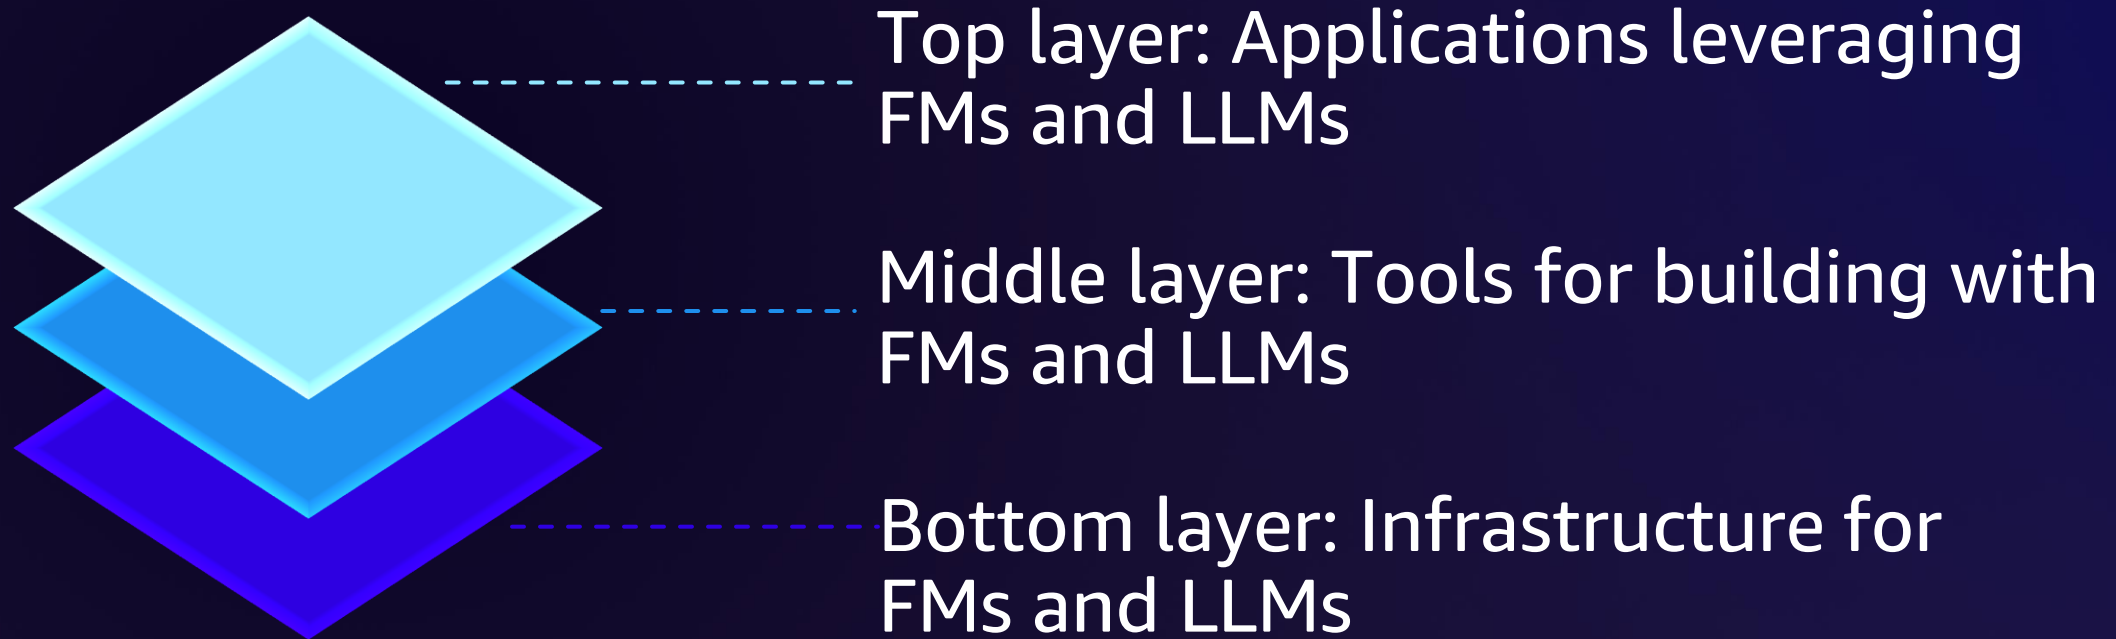 Top layer: Applications leveraging
FMs and LLMs
Middle layer: Tools for building with
FMs and LLMs
Bottom layer: Infrastructure for
FMs and LLMs